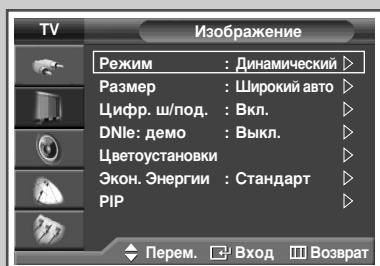 TV
Изображение
Режим : Динамический
Размер : Широкий авто
Цифр. ш/под. : Вкл.
DNIe: демо : Выкл.
Цветоустановки
Экон. Энергии : Стандарт
PIP
Перем. Вход Возврат